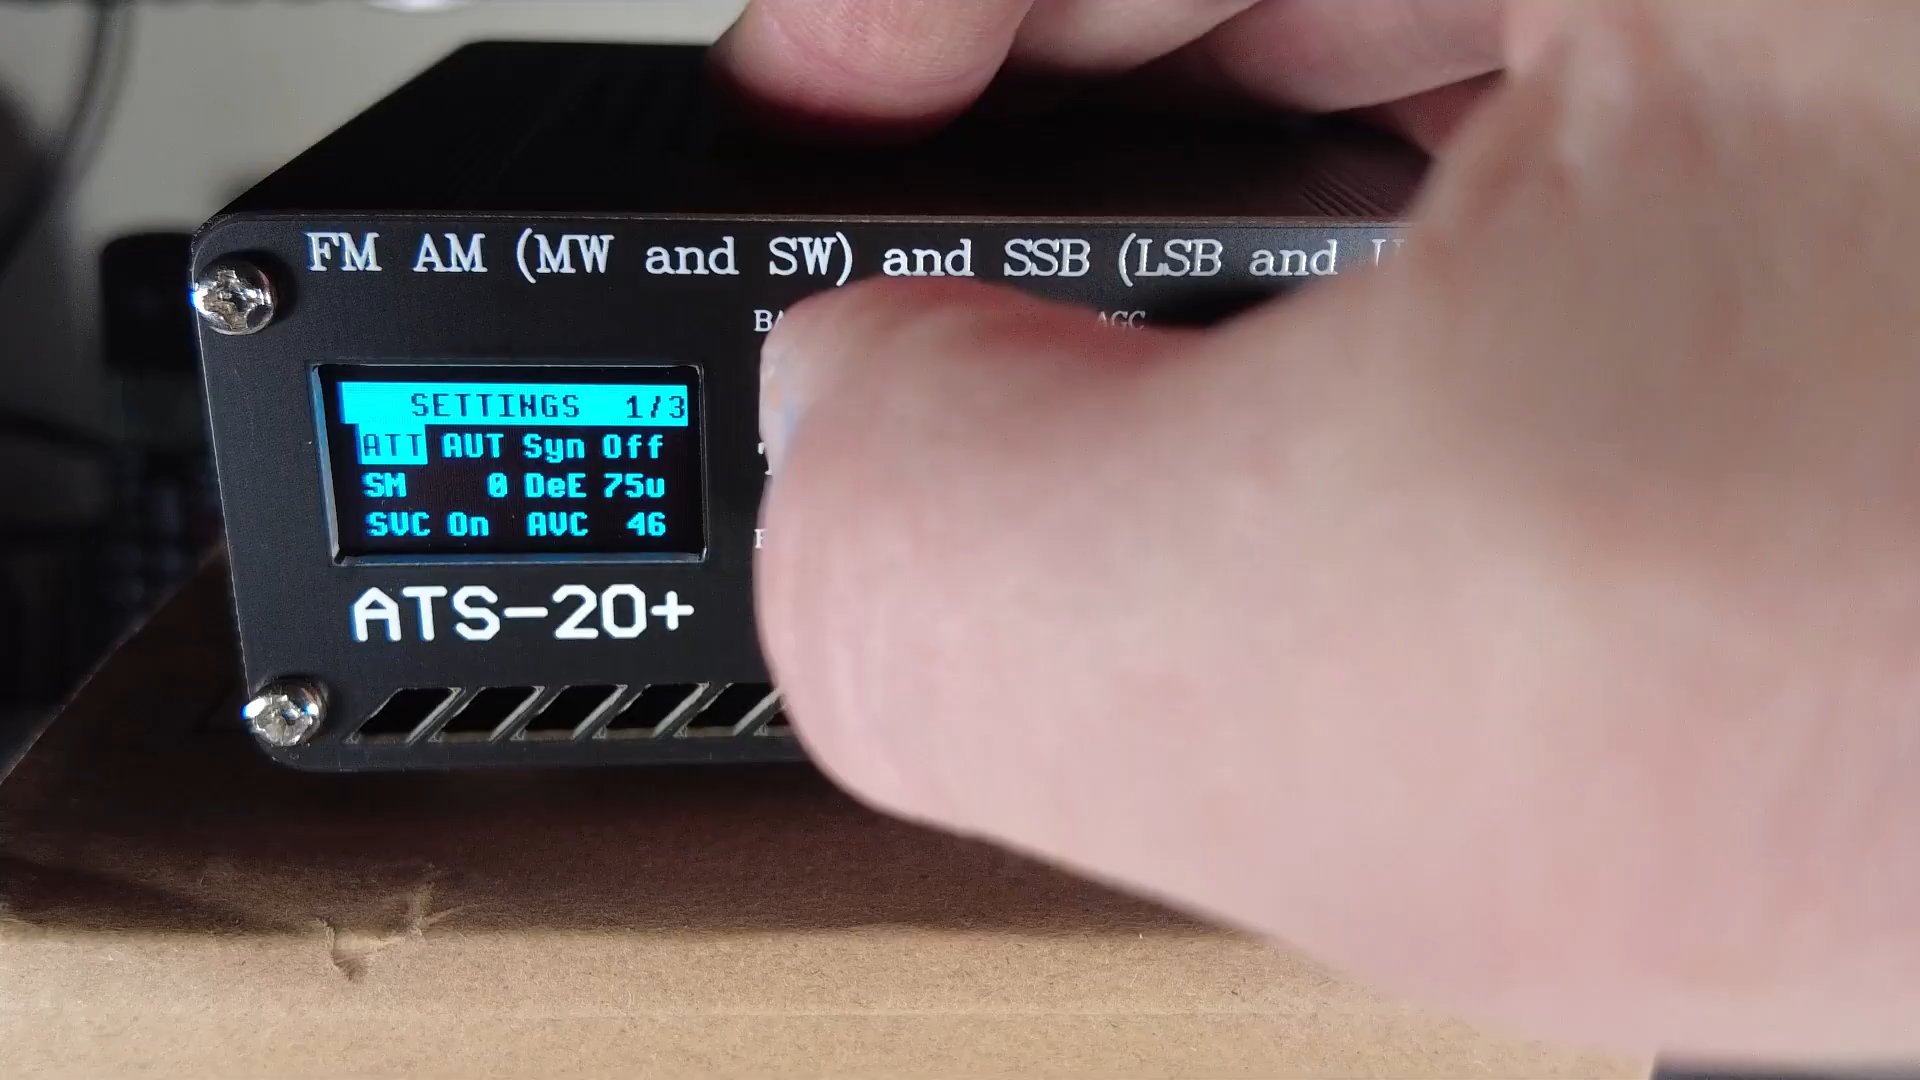 FM AM (MW and SW) and SSB (LSB and
AGC
SETTINGS 1/3
ATT AUT Syn Off
SM 0 DeE 75u
SVC On AVC 46
ATS-20+